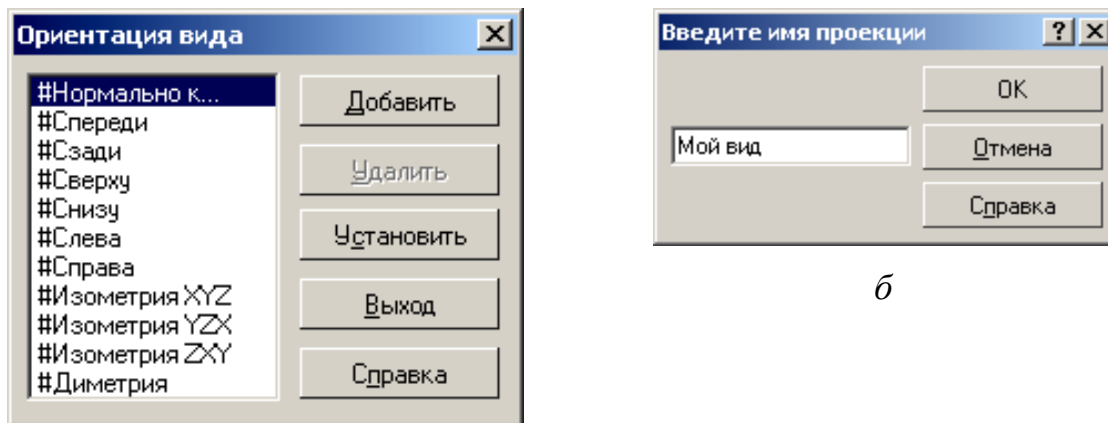 Ориентация вида
#Нормально к...
#Спереди
#Сзади
#Сверху
#Снизу
#Слева
#Справа
#Изометрия XYZ
#Изометрия YZX
#Изометрия ZXY
#Диметрия
Добавить
Удалить
Установить
Выход
Справка
Введите имя проекции
Мой вид
OK
Отмена
Справка
б